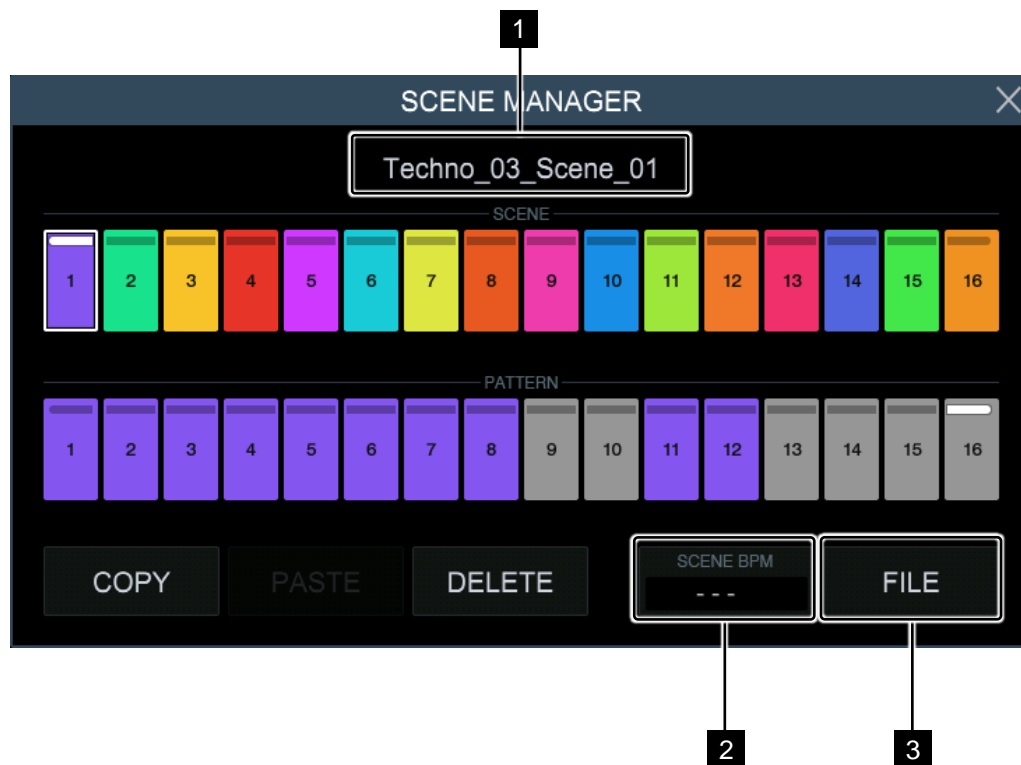 1
SCENE MANAGER
Techno_03_Scene_01
SCENE
1 2 3 4 5 6 7 8 9 10 11 12 13 14 15 16
PATTERN
1 2 3 4 5 6 7 8 9 10 11 12 13 14 15 16
COPY PASTE DELETE SCENE BPM FILE
- - -
2 3